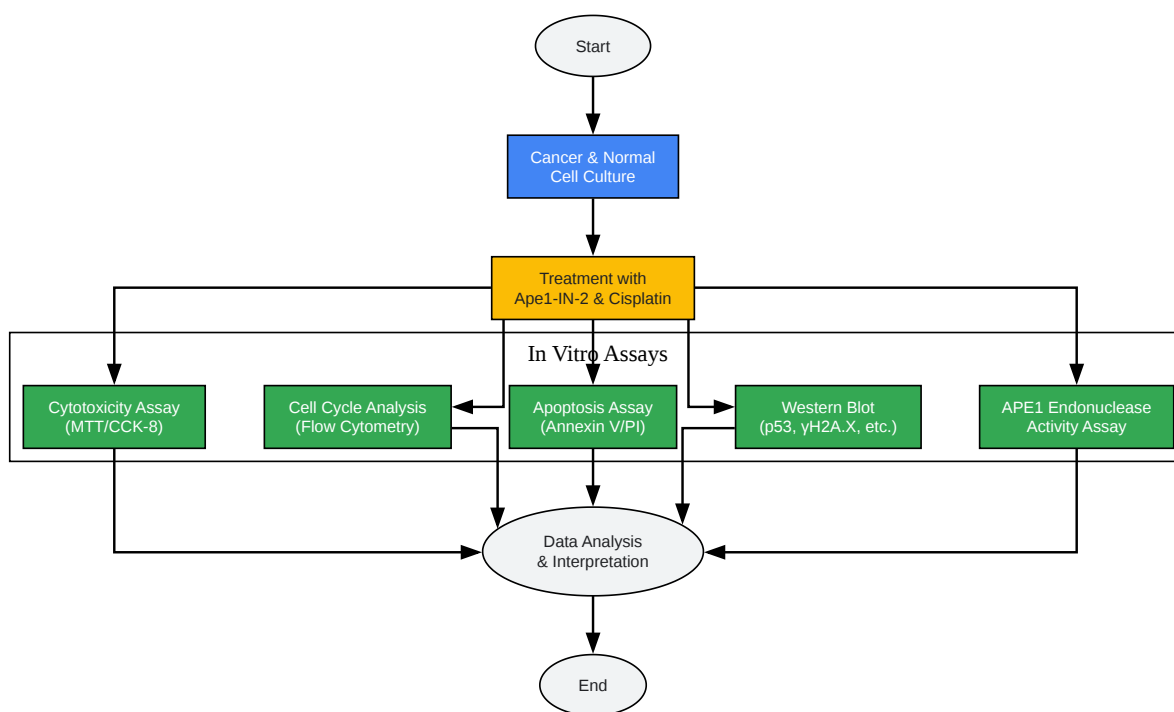 Start
Cancer & Normal
Cell Culture
Treatment with
Ape1-IN-2 & Cisplatin
In Vitro Assays
Cytotoxicity Assay
(MTT/CCK-8)
Cell Cycle Analysis
(Flow Cytometry)
Apoptosis Assay
(Annexin V/PI)
Western Blot
(p53, γH2A.X, etc.)
APE1 Endonuclease
Activity Assay
Data Analysis
& Interpretation
End